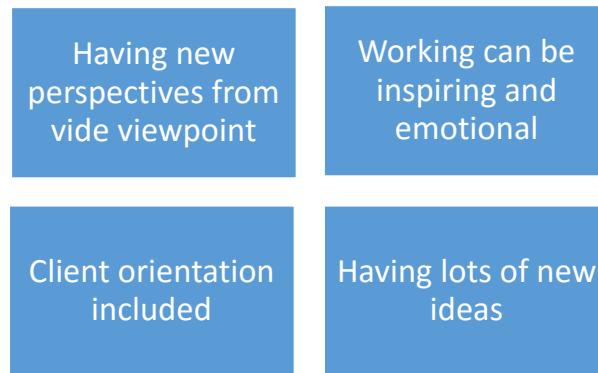 Having new
perspectives from
vide viewpoint
Working can be
inspiring and
emotional
Client orientation
included
Having lots of new
ideas